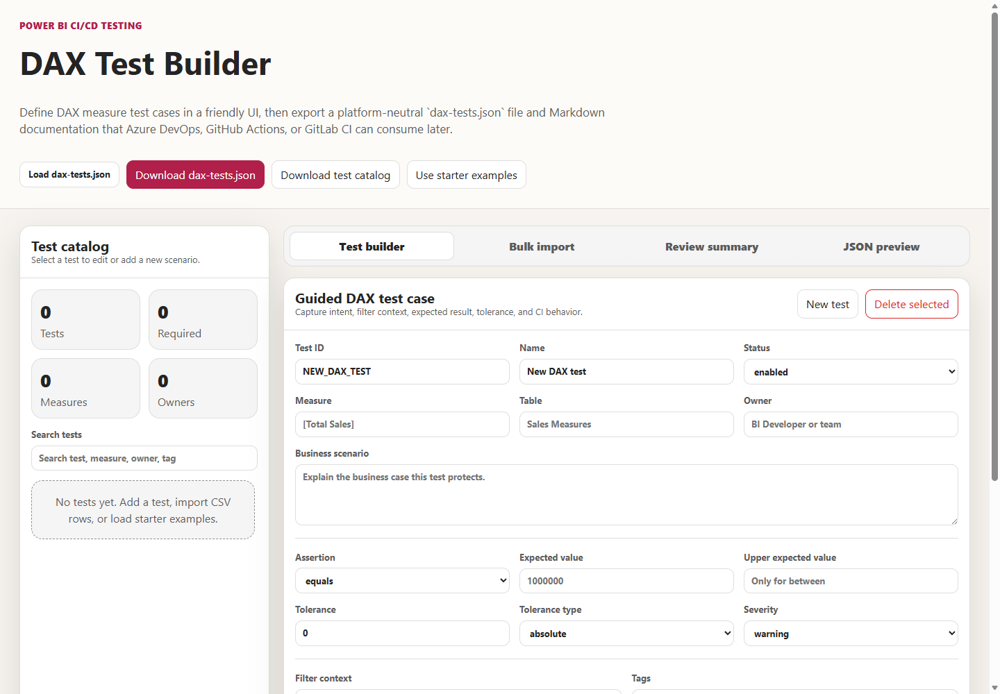 POWER BI CI/CD TESTING
DAX Test Builder
Define DAX measure test cases in a friendly UI, then export a platform-neutral `dax-tests.json` file and Markdown
documentation that Azure DevOps, GitHub Actions, or GitLab CI can consume later.
Load dax-tests.json
Download dax-tests.json
Download test catalog
Use starter examples
Test catalog
Select a test to edit or add a new scenario.
0
Tests
0
Required
0
Measures
0
Owners
Search tests
Search test, measure, owner, tag
No tests yet. Add a test, import CSV
rows, or load starter examples.
Test builder
Bulk import
Review summary
JSON preview
Guided DAX test case
Capture intent, filter context, expected result, tolerance, and CI behavior.
New test
Delete selected
Test ID
Name
Status
NEW_DAX_TEST
New DAX test
enabled
Measure
Table
Owner
[Total Sales]
Sales Measures
BI Developer or team
Business scenario
Explain the business case this test protects.
Assertion
Expected value
Upper expected value
equals
1000000
Only for between
Tolerance
Tolerance type
Severity
0
absolute
warning
Filter context
Tags